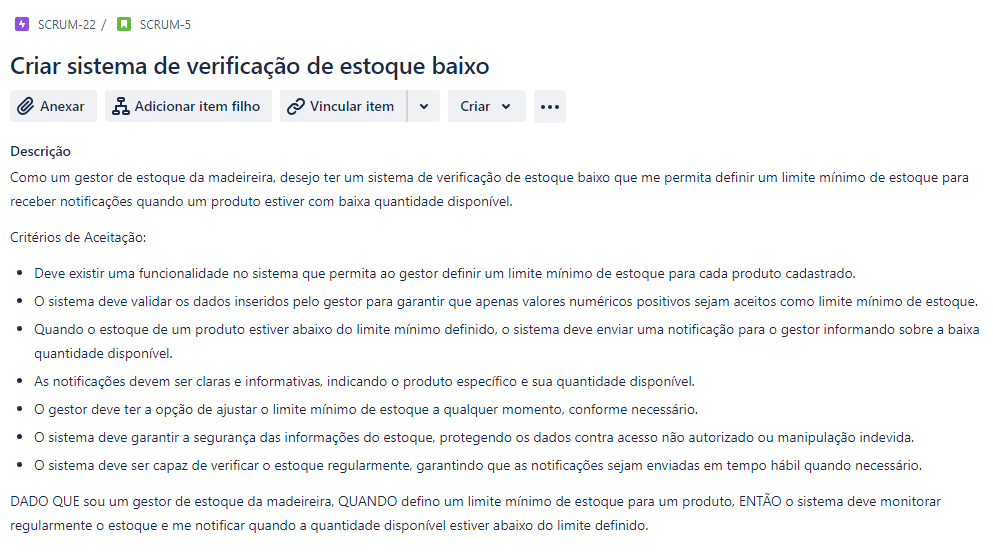 SCRUM-22 / SCRUM-5
Criar sistema de verificação de estoque baixo
Anexar Adicionar item filho Vincular item Criar
Descrição
Como um gestor de estoque da madeireira, desejo ter um sistema de verificação de estoque baixo que me permita definir um limite mínimo de estoque para
receber notificações quando um produto estiver com baixa quantidade disponível.
Critérios de Aceitação:
• Deve existir uma funcionalidade no sistema que permita ao gestor definir um limite mínimo de estoque para cada produto cadastrado.
• O sistema deve validar os dados inseridos pelo gestor para garantir que apenas valores numéricos positivos sejam aceitos como limite mínimo de estoque.
• Quando o estoque de um produto estiver abaixo do limite mínimo definido, o sistema deve enviar uma notificação para o gestor informando sobre a baixa
quantidade disponível.
• As notificações devem ser claras e informativas, indicando o produto específico e sua quantidade disponível.
• O gestor deve ter a opção de ajustar o limite mínimo de estoque a qualquer momento, conforme necessário.
• O sistema deve garantir a segurança das informações do estoque, protegendo os dados contra acesso não autorizado ou manipulação indevida.
• O sistema deve ser capaz de verificar o estoque regularmente, garantindo que as notificações sejam enviadas em tempo hábil quando necessário.
DADO QUE sou um gestor de estoque da madeireira, QUANDO defino um limite mínimo de estoque para um produto, ENTÃO o sistema deve monitorar
regularmente o estoque e me notificar quando a quantidade disponível estiver abaixo do limite definido.